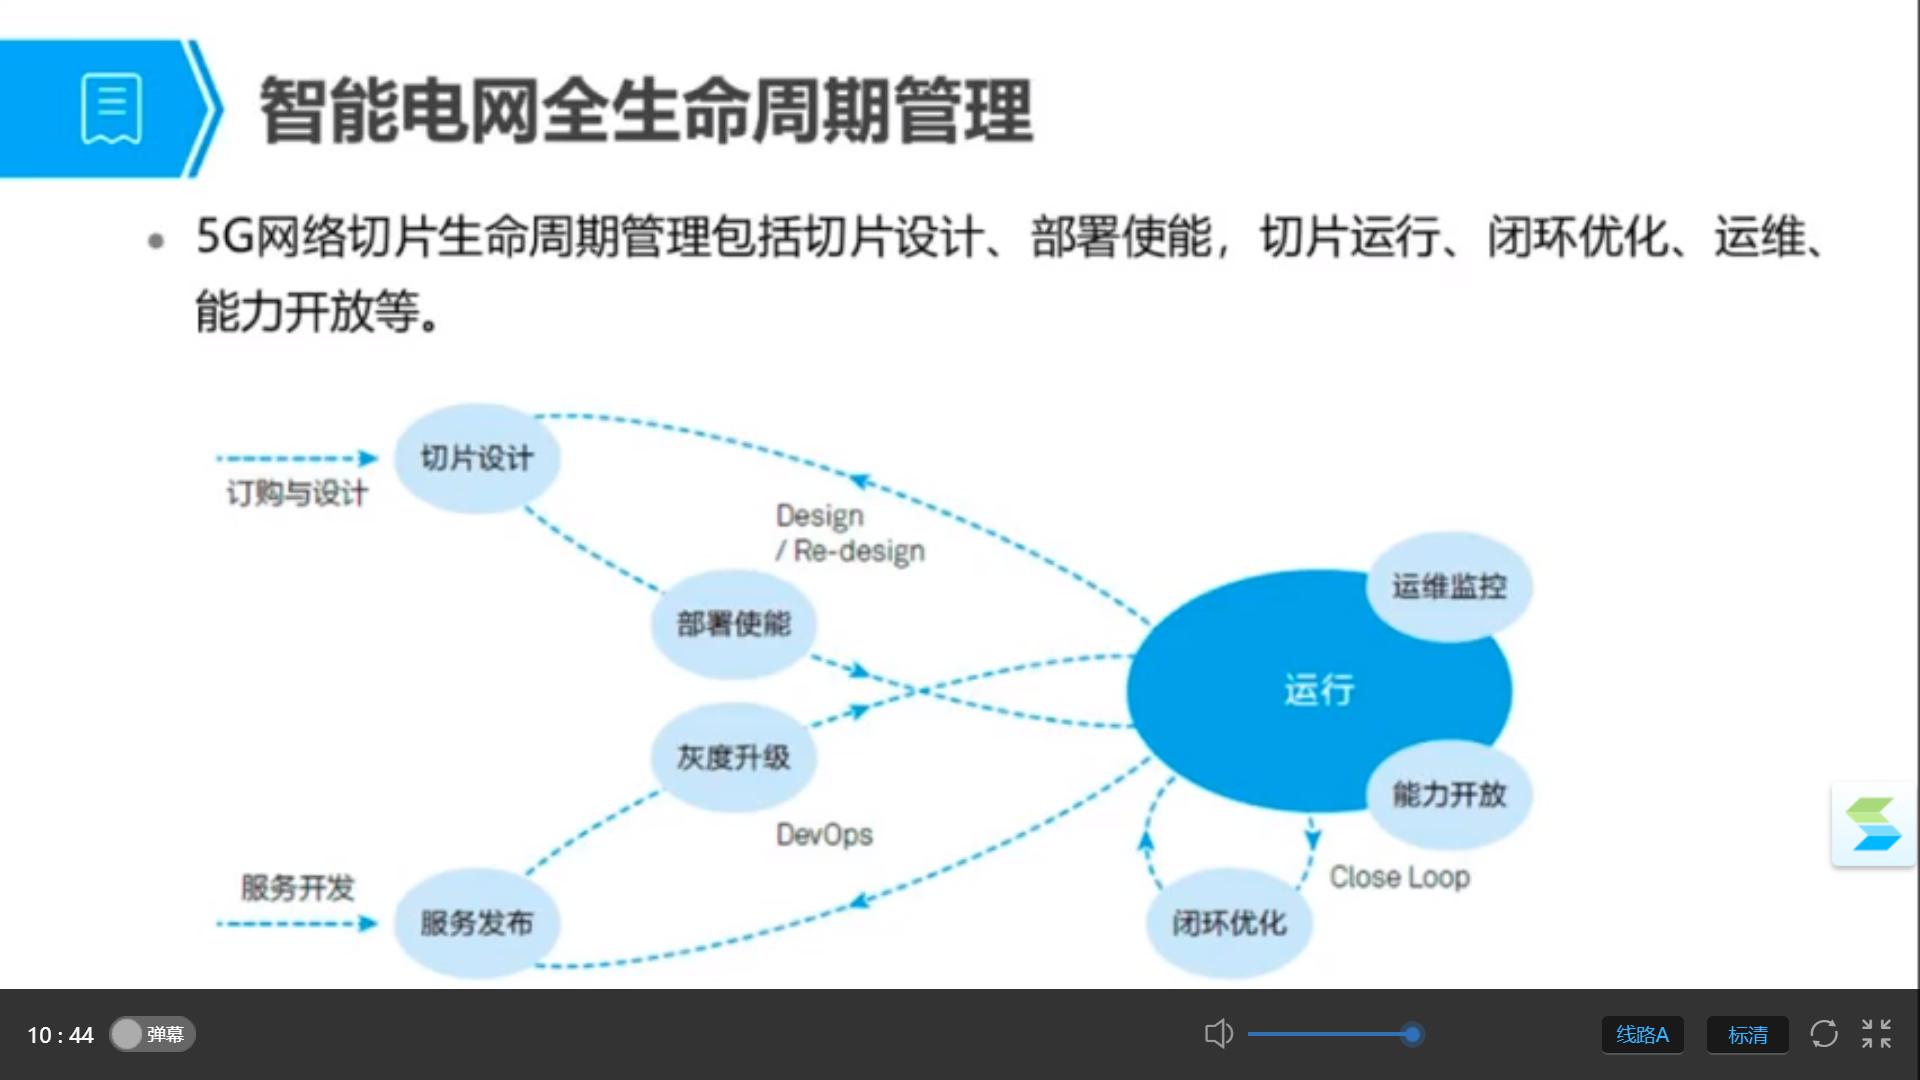 智能电网全生命周期管理
5G网络切片生命周期管理包括切片设计、部署使能，切片运行、闭环优化、运维、
能力开放等。
切片设计
订购与设计
Design
/ Re-design
运维监控
部署使能
运行
灰度升级
能力开放
DevOps
Close Loop
服务开发
服务发布
闭环优化
10 : 44
弹幕
线路A
标清